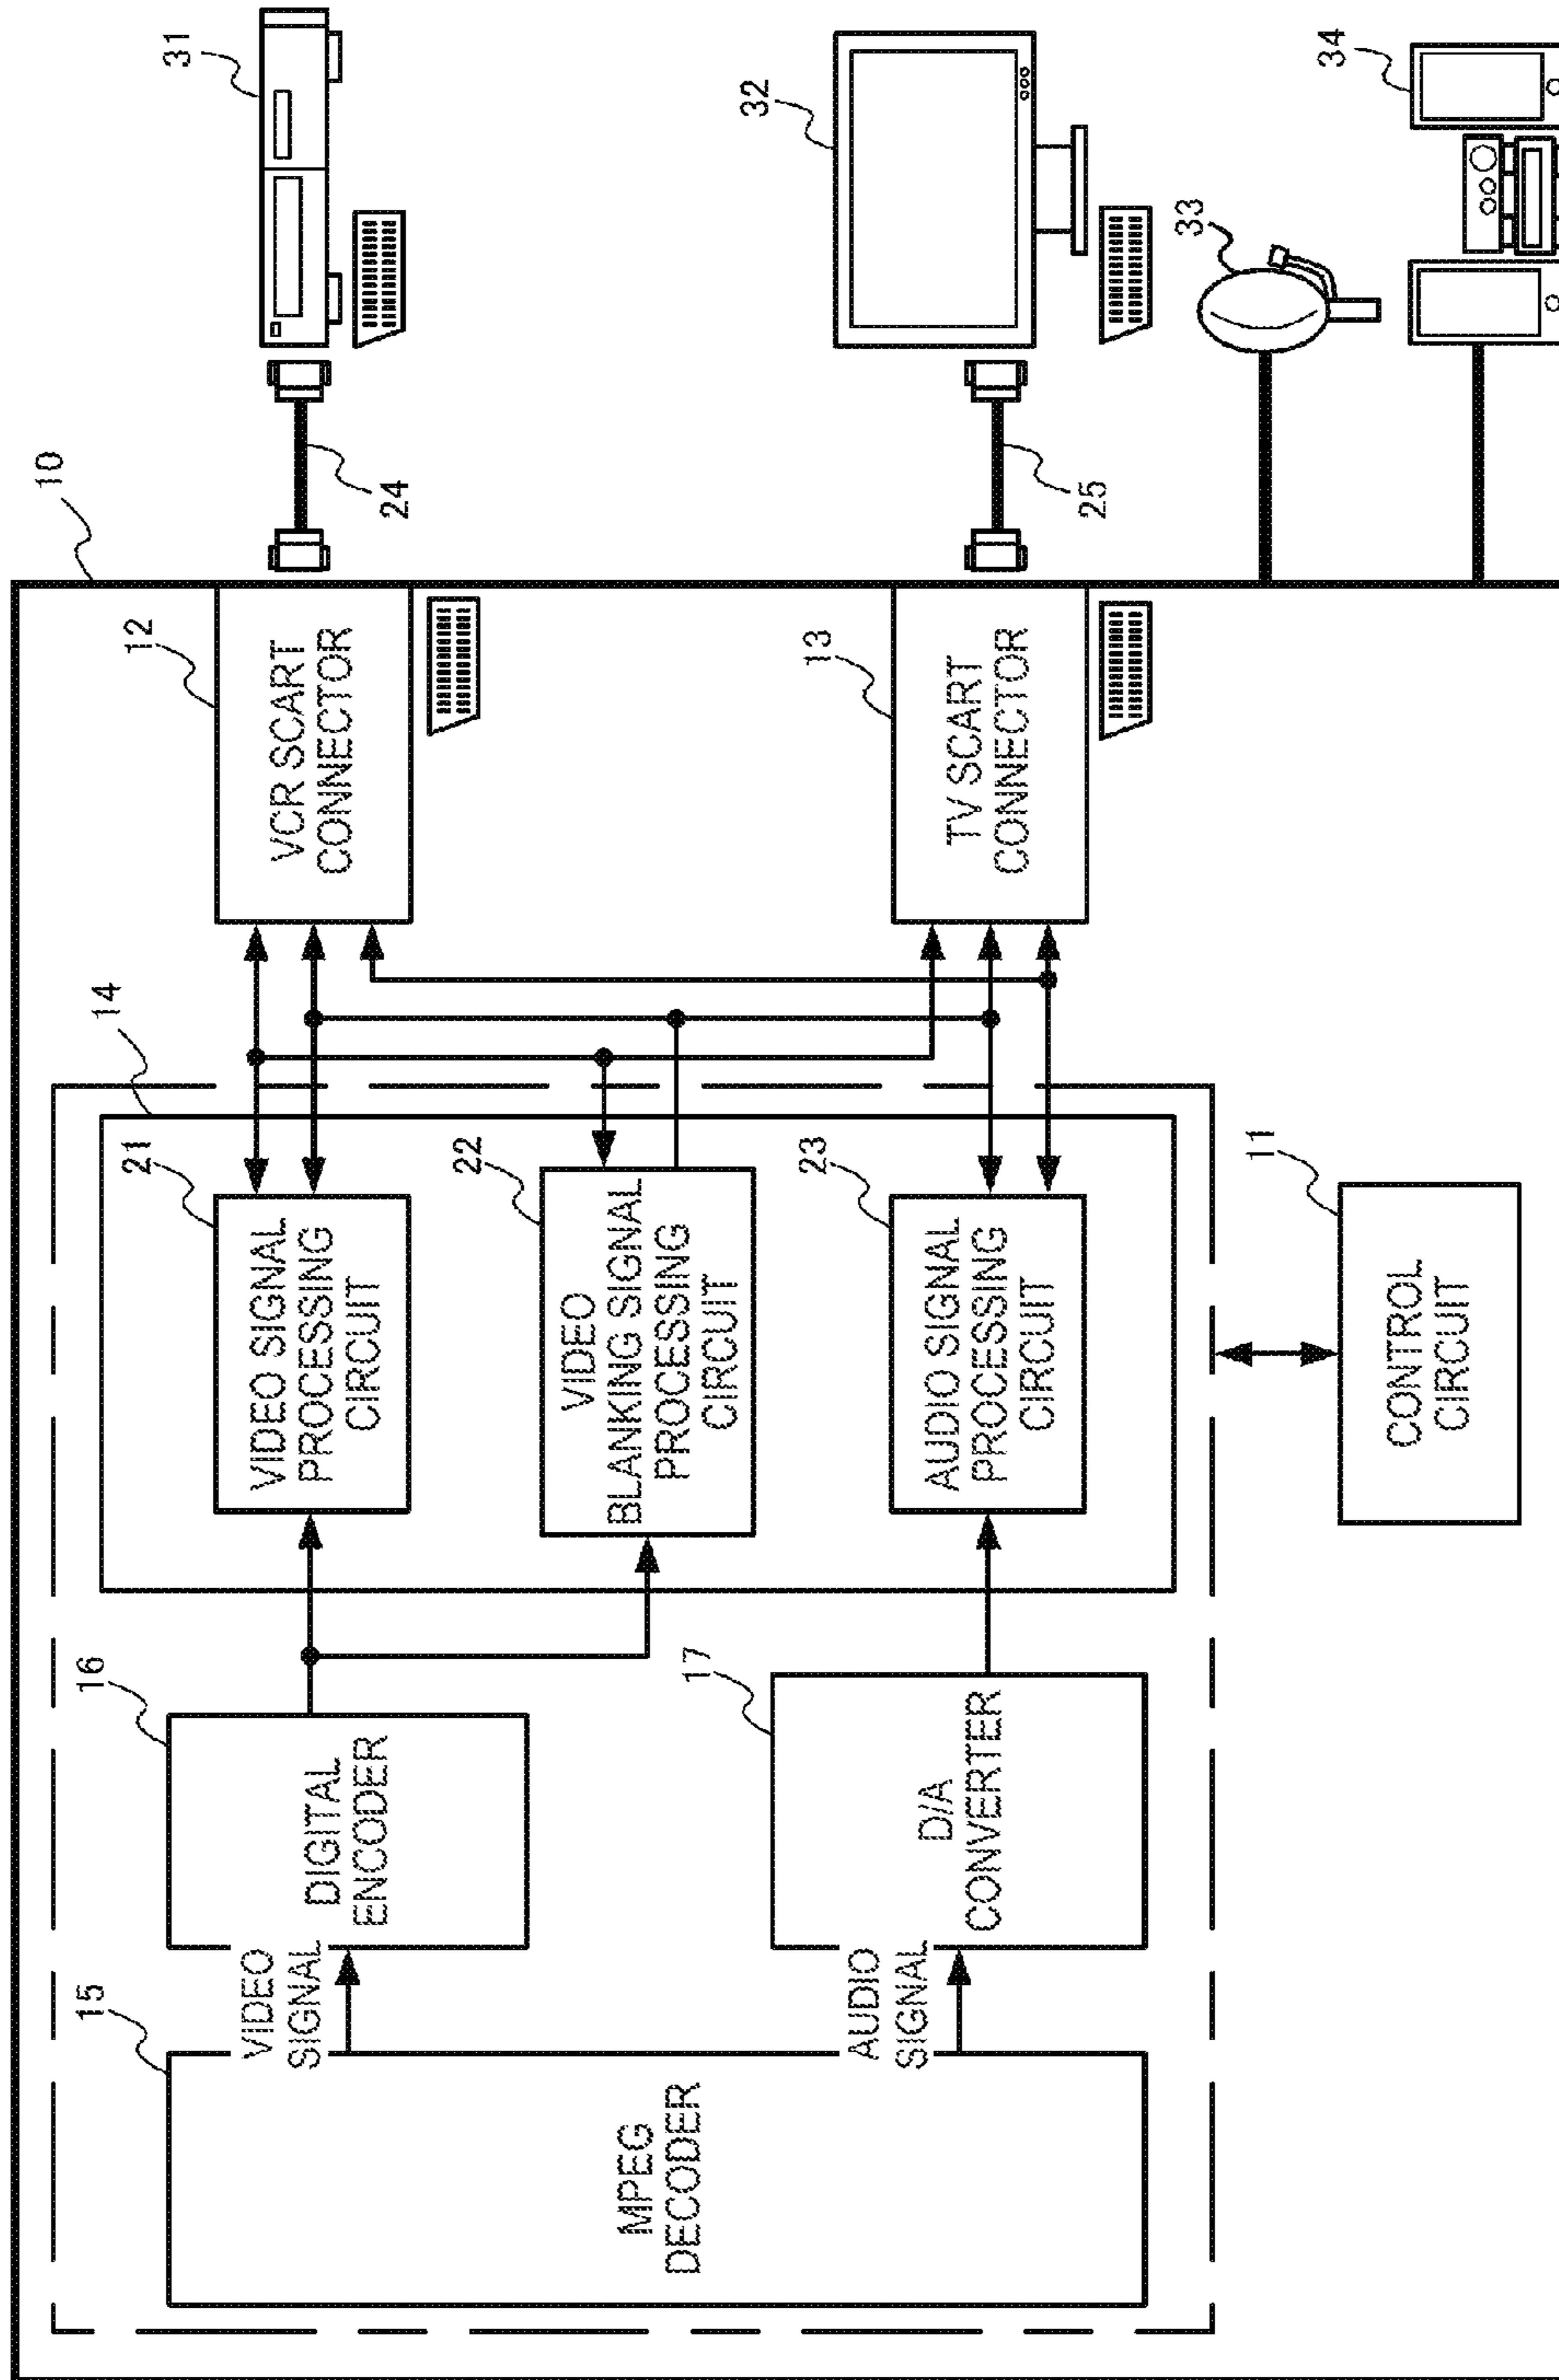 10
31
15
16
14
12
21
24
VIDEO
SIGNAL
DIGITAL
ENCODER
VIDEO SIGNAL
PROCESSING
CIRCUIT
VCR SCART
CONNECTOR
22
VIDEO
BLANKING SIGNAL
PROCESSING
CIRCUIT
MPEG
DECODER
17
23
13
32
25
AUDIO
SIGNAL
D/A
CONVERTER
AUDIO SIGNAL
PROCESSING
CIRCUIT
TV SCART
CONNECTOR
33
11
CONTROL
CIRCUIT
34